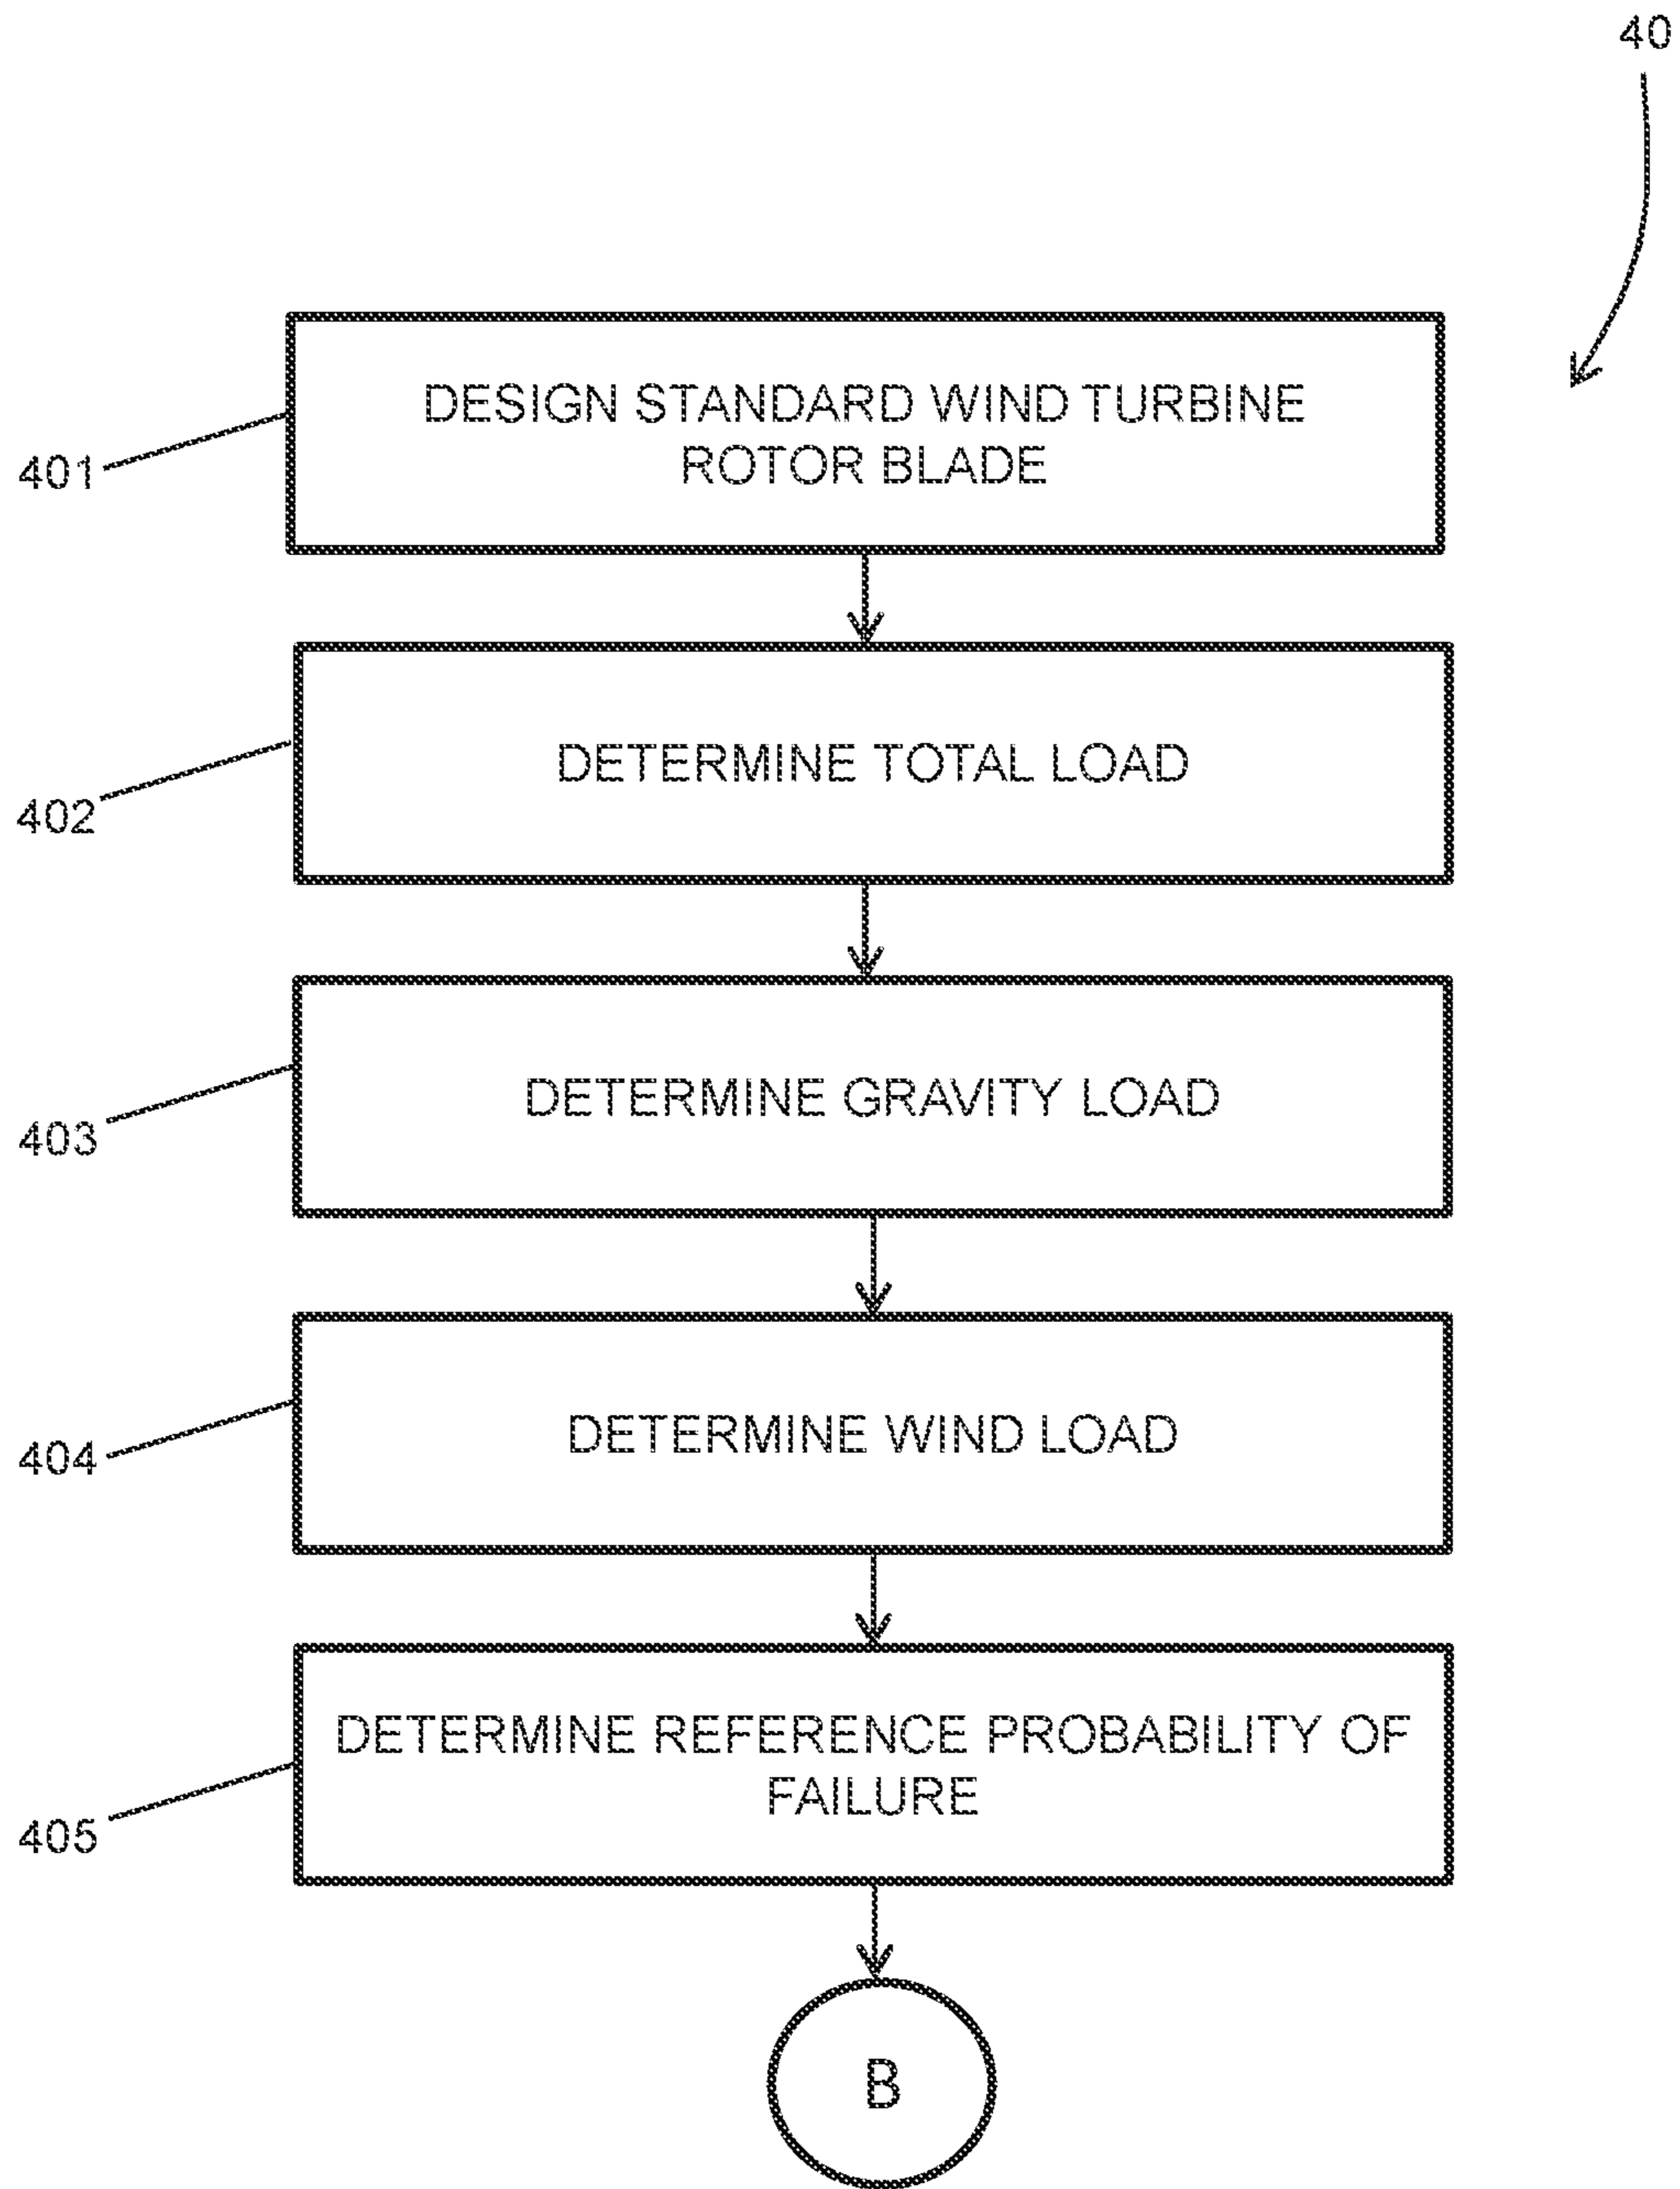 40
DESIGN STANDARD WIND TURBINE
ROTOR BLADE
401
DETERMINE TOTAL LOAD
402
DETERMINE GRAVITY LOAD
403
DETERMINE WIND LOAD
404
DETERMINE REFERENCE PROBABILITY OF
FAILURE
405
B